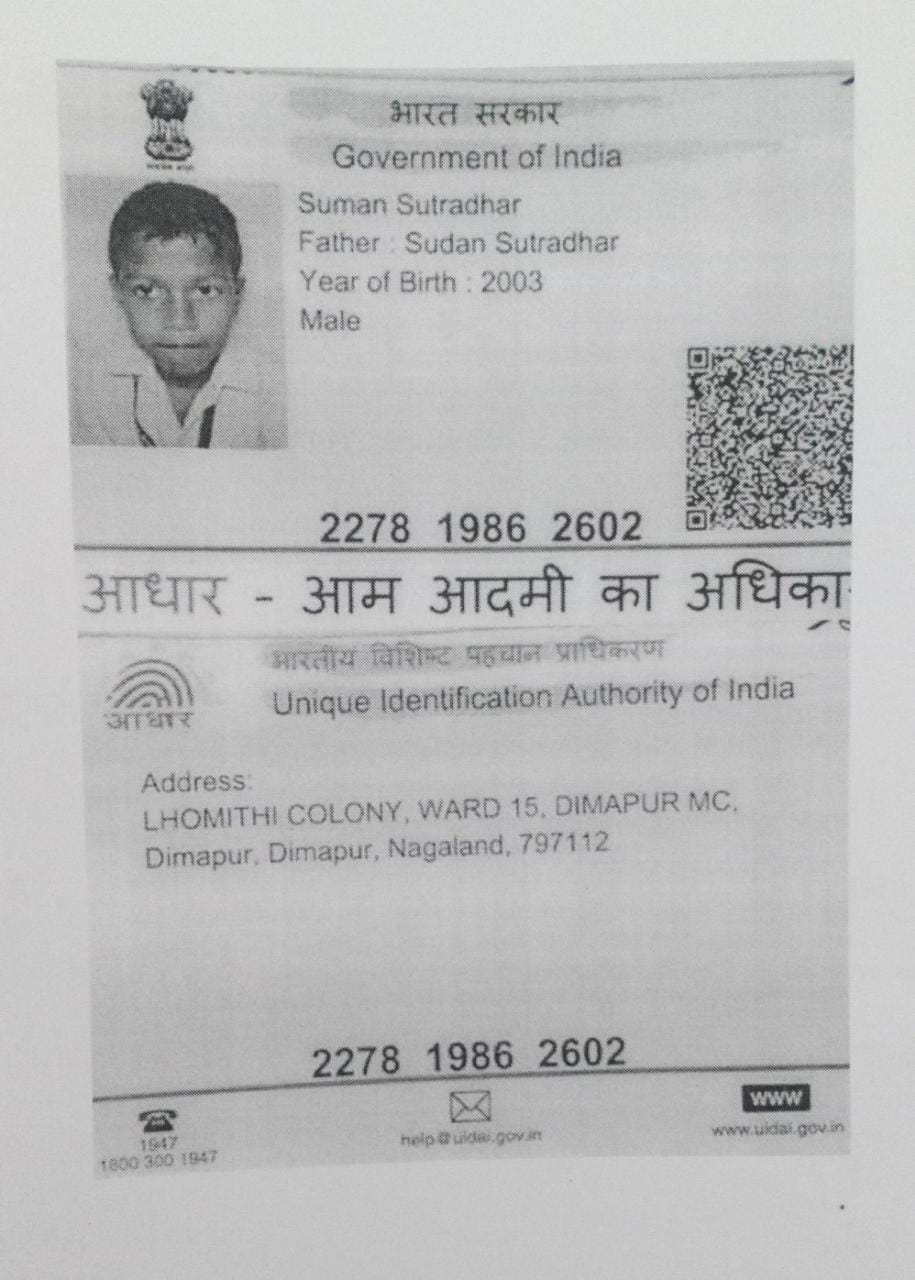 भारत सरकार
Government of India
Suman Sutradhar
Father : Sudan Sutradhar
Year of Birth : 2003
Male
2278 1986 2602
आधार - आम आदमी का अधिका
भारतीय विशिष्ट पहचान प्राधिकरण
Unique Identification Authority of India
आधार
Address:
LHOMITHI COLONY, WARD 15, DIMAPUR MC,
Dimapur, Dimapur, Nagaland, 797112
2278 1986 2602
1947
1800 300 1947
help@uidai.gov.in
www
www.uidai.gov.in